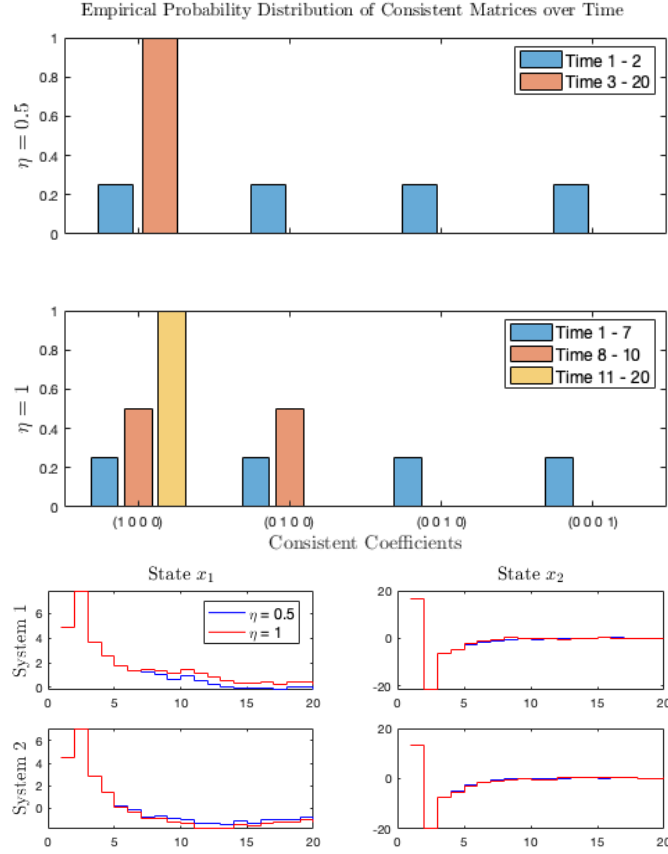 Empirical Probability Distribution of Consistent Matrices over Time
1
0.8
0.6
0.4
0.2
0
η = 0.5
Time 1 - 2
Time 3 - 20
1
0.8
0.6
0.4
0.2
0
η = 1
Time 1 - 7
Time 8 - 10
Time 11 - 20
(1 0 0 0) (0 1 0 0) (0 0 1 0) (0 0 0 1)
Consistent Coefficients
State x₁ State x₂
System 1
6
4
2
0
η = 0.5
η = 1
0 5 10 15 20
20
0
-20
0 5 10 15 20
System 2
6
4
2
0
0 5 10 15 20
20
0
-20
0 5 10 15 20